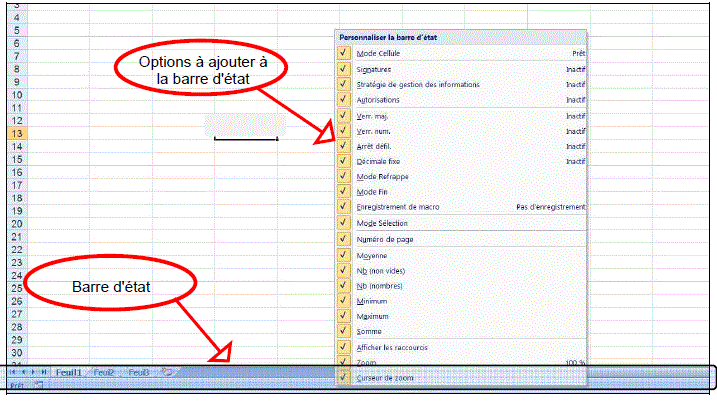 3
4
5
6
7
8
9
10
11
12
13
14
15
16
17
18
19
20
21
22
23
24
25
26
27
28
29
30
31
Options à ajouter à
la barre d'état
Barre d'état
Personnaliser la barre d'état
Mode Cellule Prêt
Signatures Inactif
Stratégie de gestion des informations Inactif
Autorisations Inactif
Verr. maj. Inactif
Verr. num. Inactif
Arrêt défil. Inactif
Décimale fixe Inactif
Mode Refrappe
Mode Fin
Enregistrement de macro Pas d'enregistrement
Mode Sélection
Numéro de page
Moyenne
Nb (non vides)
Nb (nombres)
Minimum
Maximum
Somme
Afficher les raccourcis
Zoom 100 %
Curseur de zoom
Feuil1 Feuil2 Feuil3
Prêt